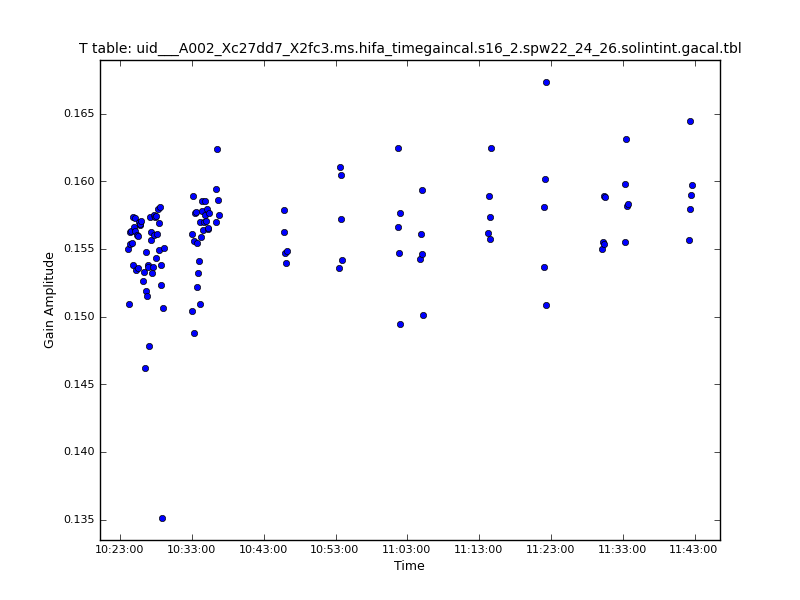 T table: uid___A002_Xc27dd7_X2fc3.ms.hifa_timegaincal.s16_2.spw22_24_26.solintint.gacal.tbl
0.165
0.160
0.155
0.150
0.145
0.140
0.135
Gain Amplitude
10:23:00 10:33:00 10:43:00 10:53:00 11:03:00 11:13:00 11:23:00 11:33:00 11:43:00
Time